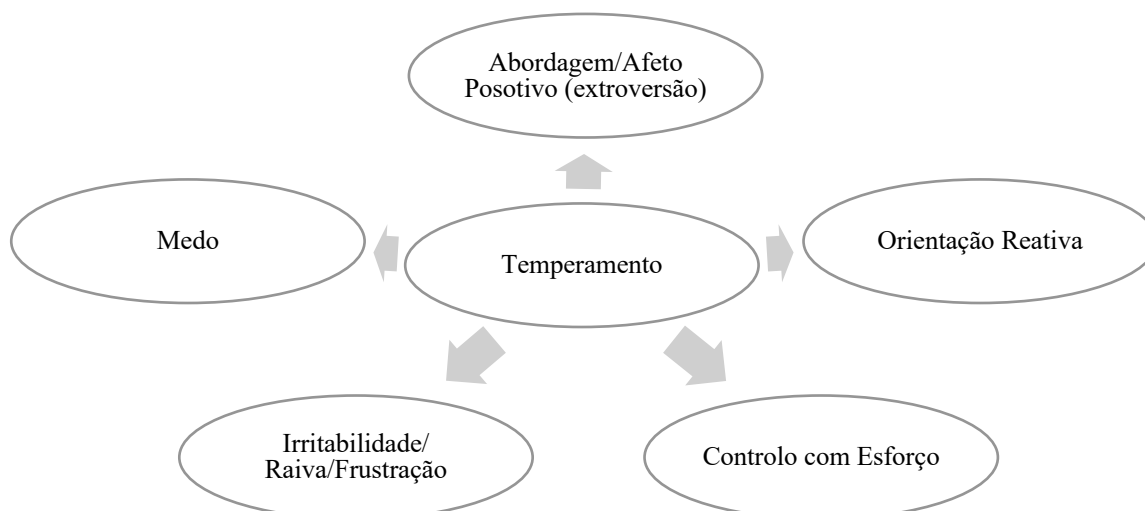 Abordagem/Afeto
Posotivo (extroversão)
Medo
Temperamento
Orientação Reativa
Irritabilidade/
Raiva/Frustração
Controlo com Esforço